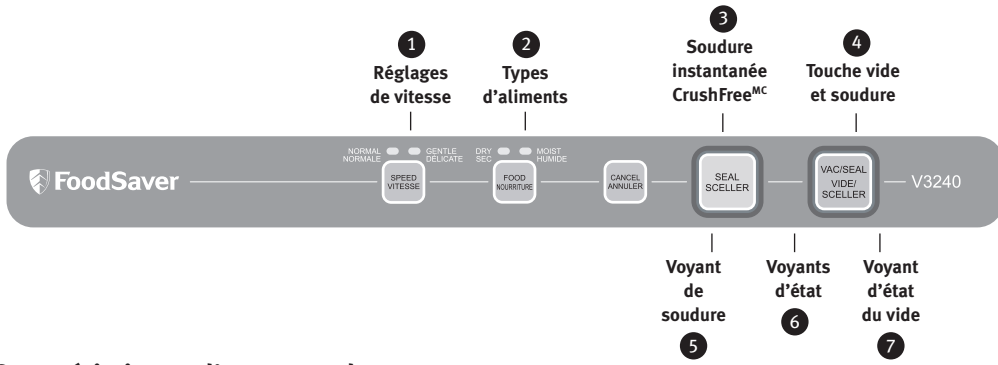 1
Réglages
de vitesse
2
Types
d'aliments
3
Soudure
instantanée
CrushFreeMC
4
Touche vide
et soudure
NORMAL
NORMALE
GENTLE
DÉLICATE
DRY
SEC
MOIST
HUMIDE
FoodSaver
SPEED
VITESSE
FOOD
NOURRITURE
CANCEL
ANNULER
SEAL
SCELLER
VAC/SEAL
VIDE/
SCELLER
V3240
Voyant
de
soudure
5
Voyants
d'état
6
Voyant
d'état
du vide
7